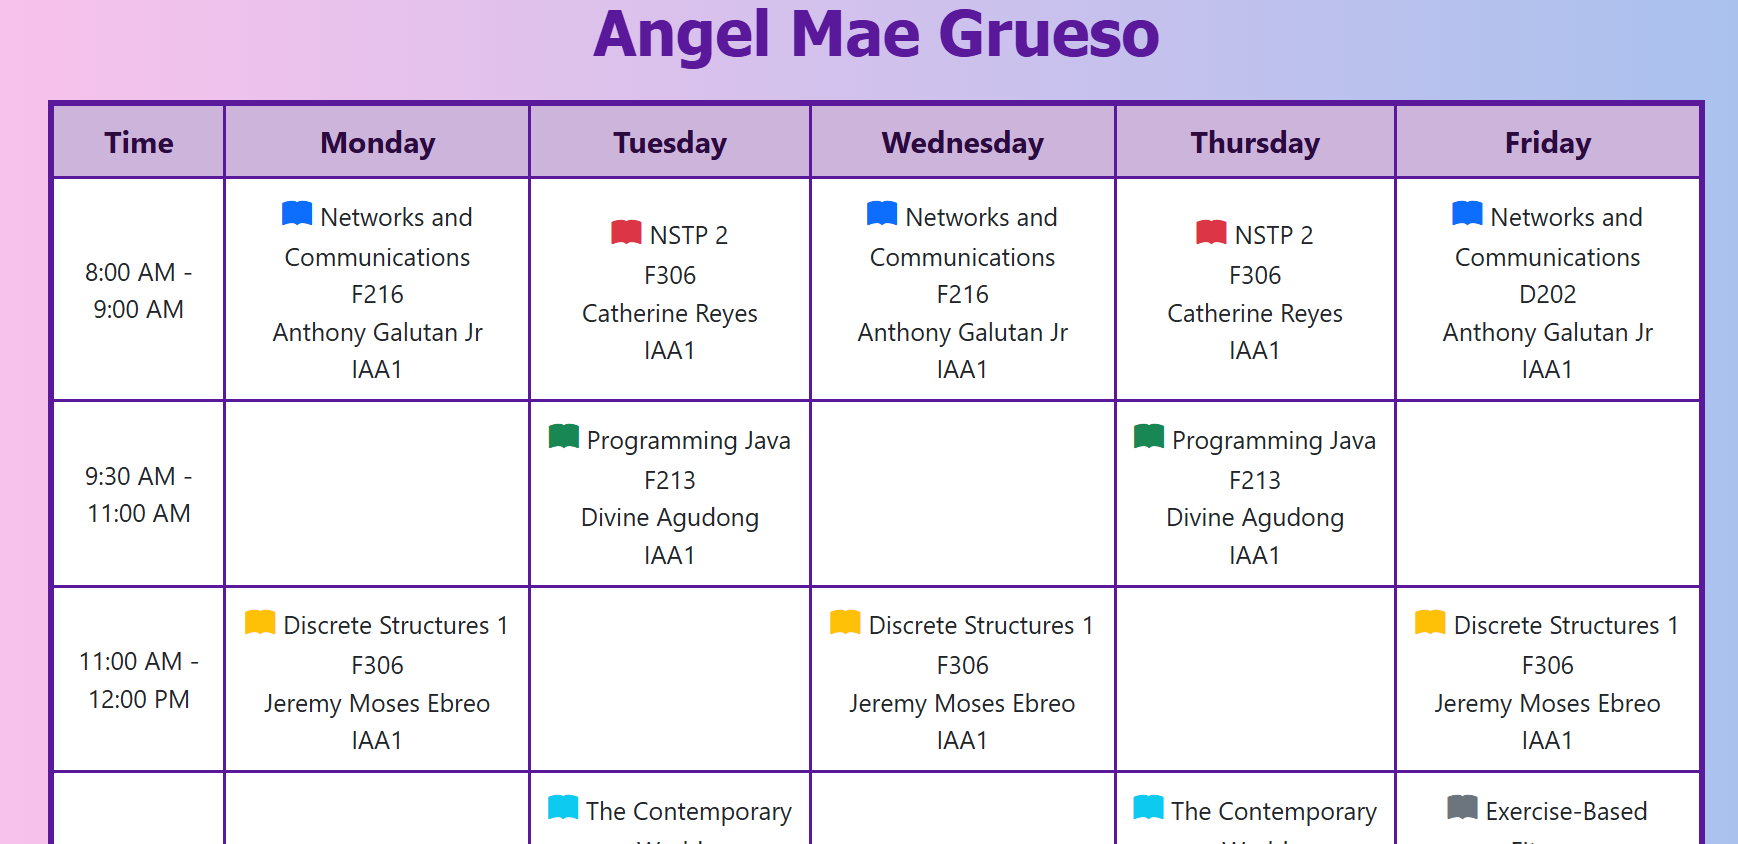 Angel Mae Grueso
Time Monday Tuesday Wednesday Thursday Friday
8:00 AM -
9:00 AM
Networks and
Communications
F216
Anthony Galutan Jr
IAA1
NSTP 2
F306
Catherine Reyes
IAA1
Networks and
Communications
F216
Anthony Galutan Jr
IAA1
NSTP 2
F306
Catherine Reyes
IAA1
Networks and
Communications
D202
Anthony Galutan Jr
IAA1
9:30 AM -
11:00 AM
Programming Java
F213
Divine Agudong
IAA1
Programming Java
F213
Divine Agudong
IAA1
11:00 AM -
12:00 PM
Discrete Structures 1
F306
Jeremy Moses Ebreo
IAA1
Discrete Structures 1
F306
Jeremy Moses Ebreo
IAA1
Discrete Structures 1
F306
Jeremy Moses Ebreo
IAA1
The Contemporary
The Contemporary
Exercise-Based